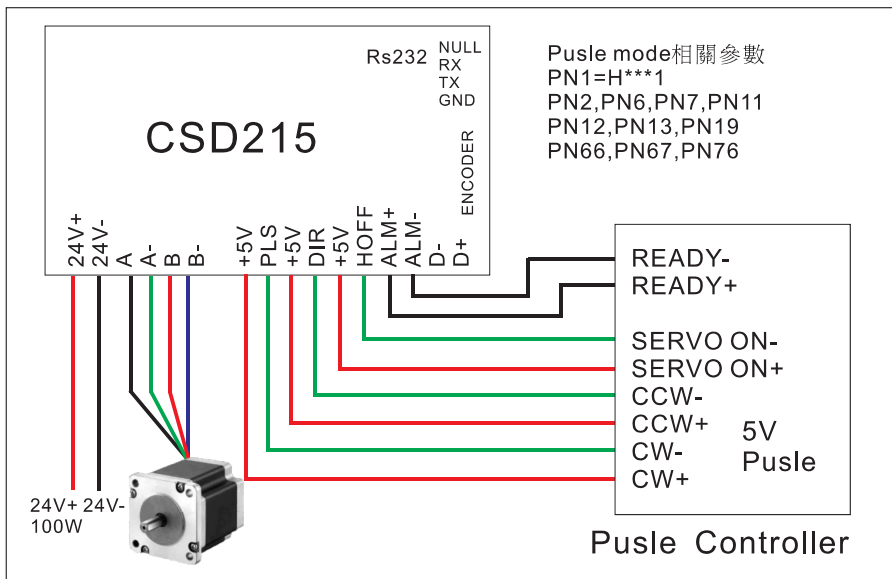 Rs232
NULL
RX
TX
GND
CSD215
ENCODER
24V+
24V-
A
A-
B
B-
+5V
PLS
+5V
DIR
+5V
HOFF
ALM+
ALM-
D-
D+
Pusle mode相關參數
PN1=H***1
PN2,PN6,PN7,PN11
PN12,PN13,PN19
PN66,PN67,PN76
READY-
READY+
SERVO ON-
SERVO ON+
CCW-
CCW+
CW-
CW+
5V
Pusle
24V+ 24V-
100W
Pusle Controller